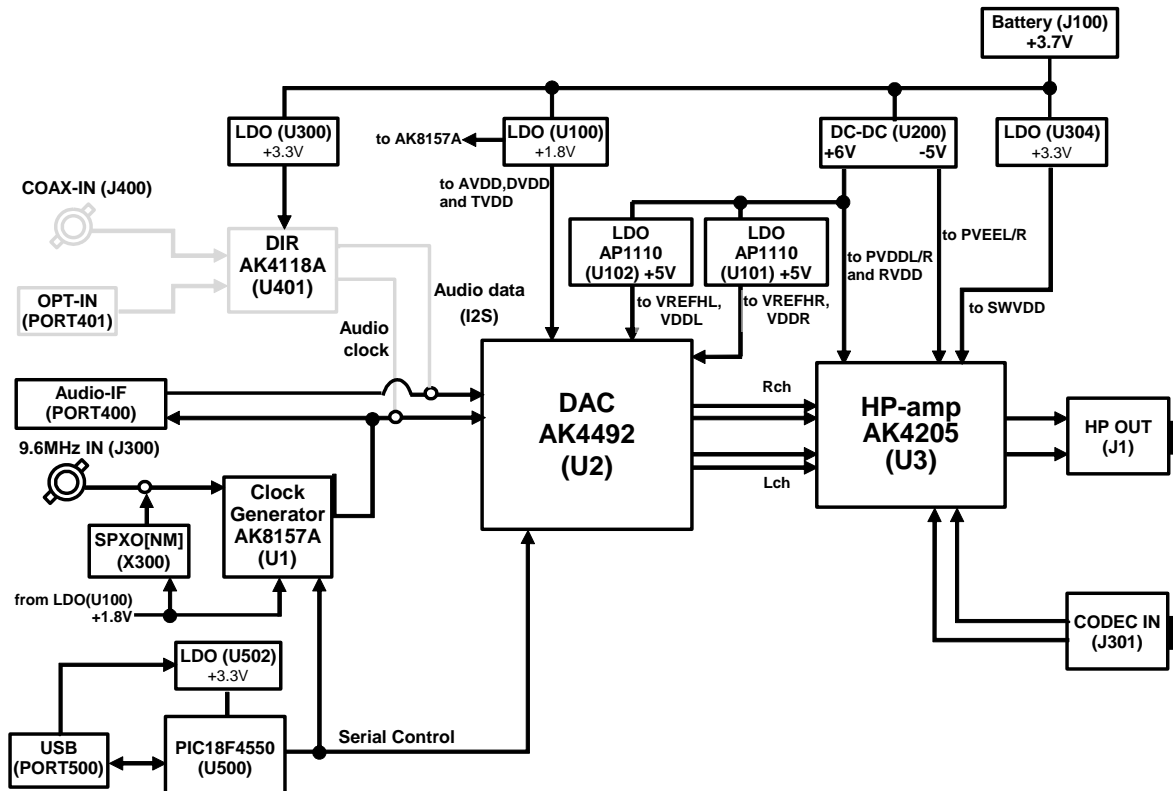 Battery (J100)
+3.7V
LDO (U300)
+3.3V
to AK8157A
LDO (U100)
+1.8V
DC-DC (U200)
+6V -5V
LDO (U304)
+3.3V
COAX-IN (J400)
to AVDD,DVDD
and TVDD
DIR
AK4118A
(U401)
LDO
AP1110
(U102) +5V
LDO
AP1110
(U101) +5V
to PVDDL/R
and RVDD
to PVEEL/R
OPT-IN
(PORT401)
Audio data
(I2S)
to VREFHL,
VDDL
to VREFHR,
VDDR
to SWVDD
Audio
clock
Audio-IF
(PORT400)
DAC
AK4492
(U2)
Rch
Lch
HP-amp
AK4205
(U3)
HP OUT
(J1)
9.6MHz IN (J300)
Clock
Generator
AK8157A
(U1)
SPXO[NM]
(X300)
from LDO(U100)
+1.8V
CODEC IN
(J301)
LDO (U502)
+3.3V
USB
(PORT500)
PIC18F4550
(U500)
Serial Control